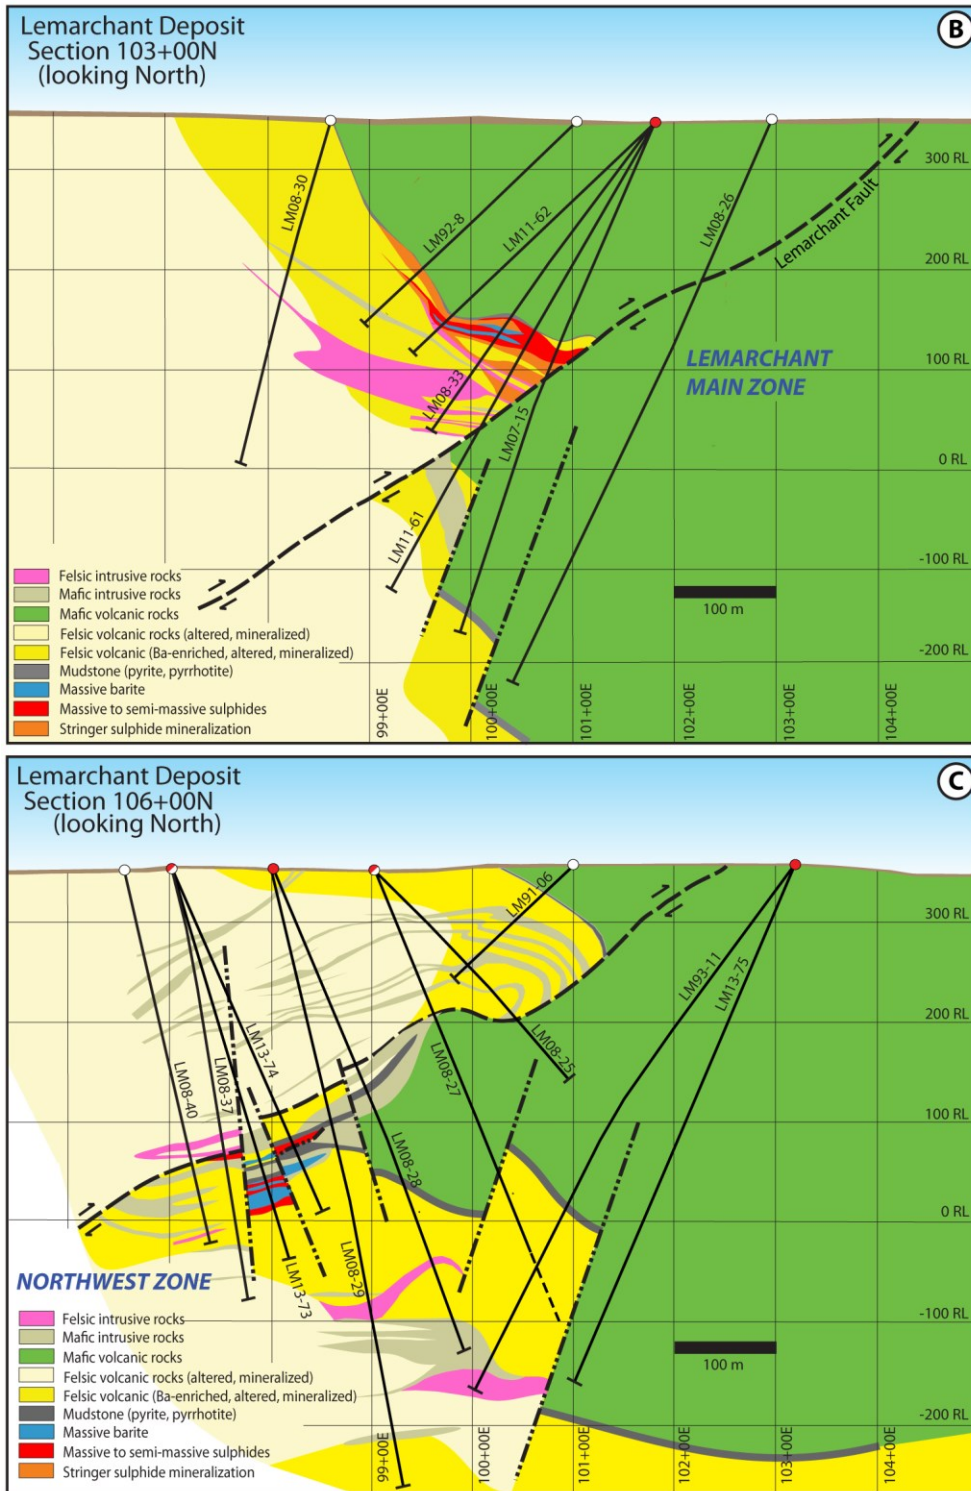 Lemarchant Deposit
Section 103+00N
(looking North)
B
300 RL
LM08-30
LM92-8
LM11-62
LM08-26
Lemarchant Fault
200 RL
LEMARCHANT
MAIN ZONE
100 RL
LM08-33
LM07-15
0 RL
LM11-61
-100 RL
100 m
-200 RL
Felsic intrusive rocks
Mafic intrusive rocks
Mafic volcanic rocks
Felsic volcanic rocks (altered, mineralized)
Felsic volcanic (Ba-enriched, altered, mineralized)
Mudstone (pyrite, pyrrhotite)
Massive barite
Massive to semi-massive sulphides
Stringer sulphide mineralization
99+00E
100+00E
101+00E
102+00E
103+00E
104+00E
Lemarchant Deposit
Section 106+00N
(looking North)
C
LM91-06
300 RL
LM93-11
LM13-75
200 RL
LM08-25
LM08-27
LM13-74
LM08-37
LM08-40
100 RL
LM08-28
0 RL
NORTHWEST ZONE
LM13-73
LM08-29
-100 RL
100 m
-200 RL
Felsic intrusive rocks
Mafic intrusive rocks
Mafic volcanic rocks
Felsic volcanic rocks (altered, mineralized)
Felsic volcanic (Ba-enriched, altered, mineralized)
Mudstone (pyrite, pyrrhotite)
Massive barite
Massive to semi-massive sulphides
Stringer sulphide mineralization
99+00E
100+00E
101+00E
102+00E
103+00E
104+00E